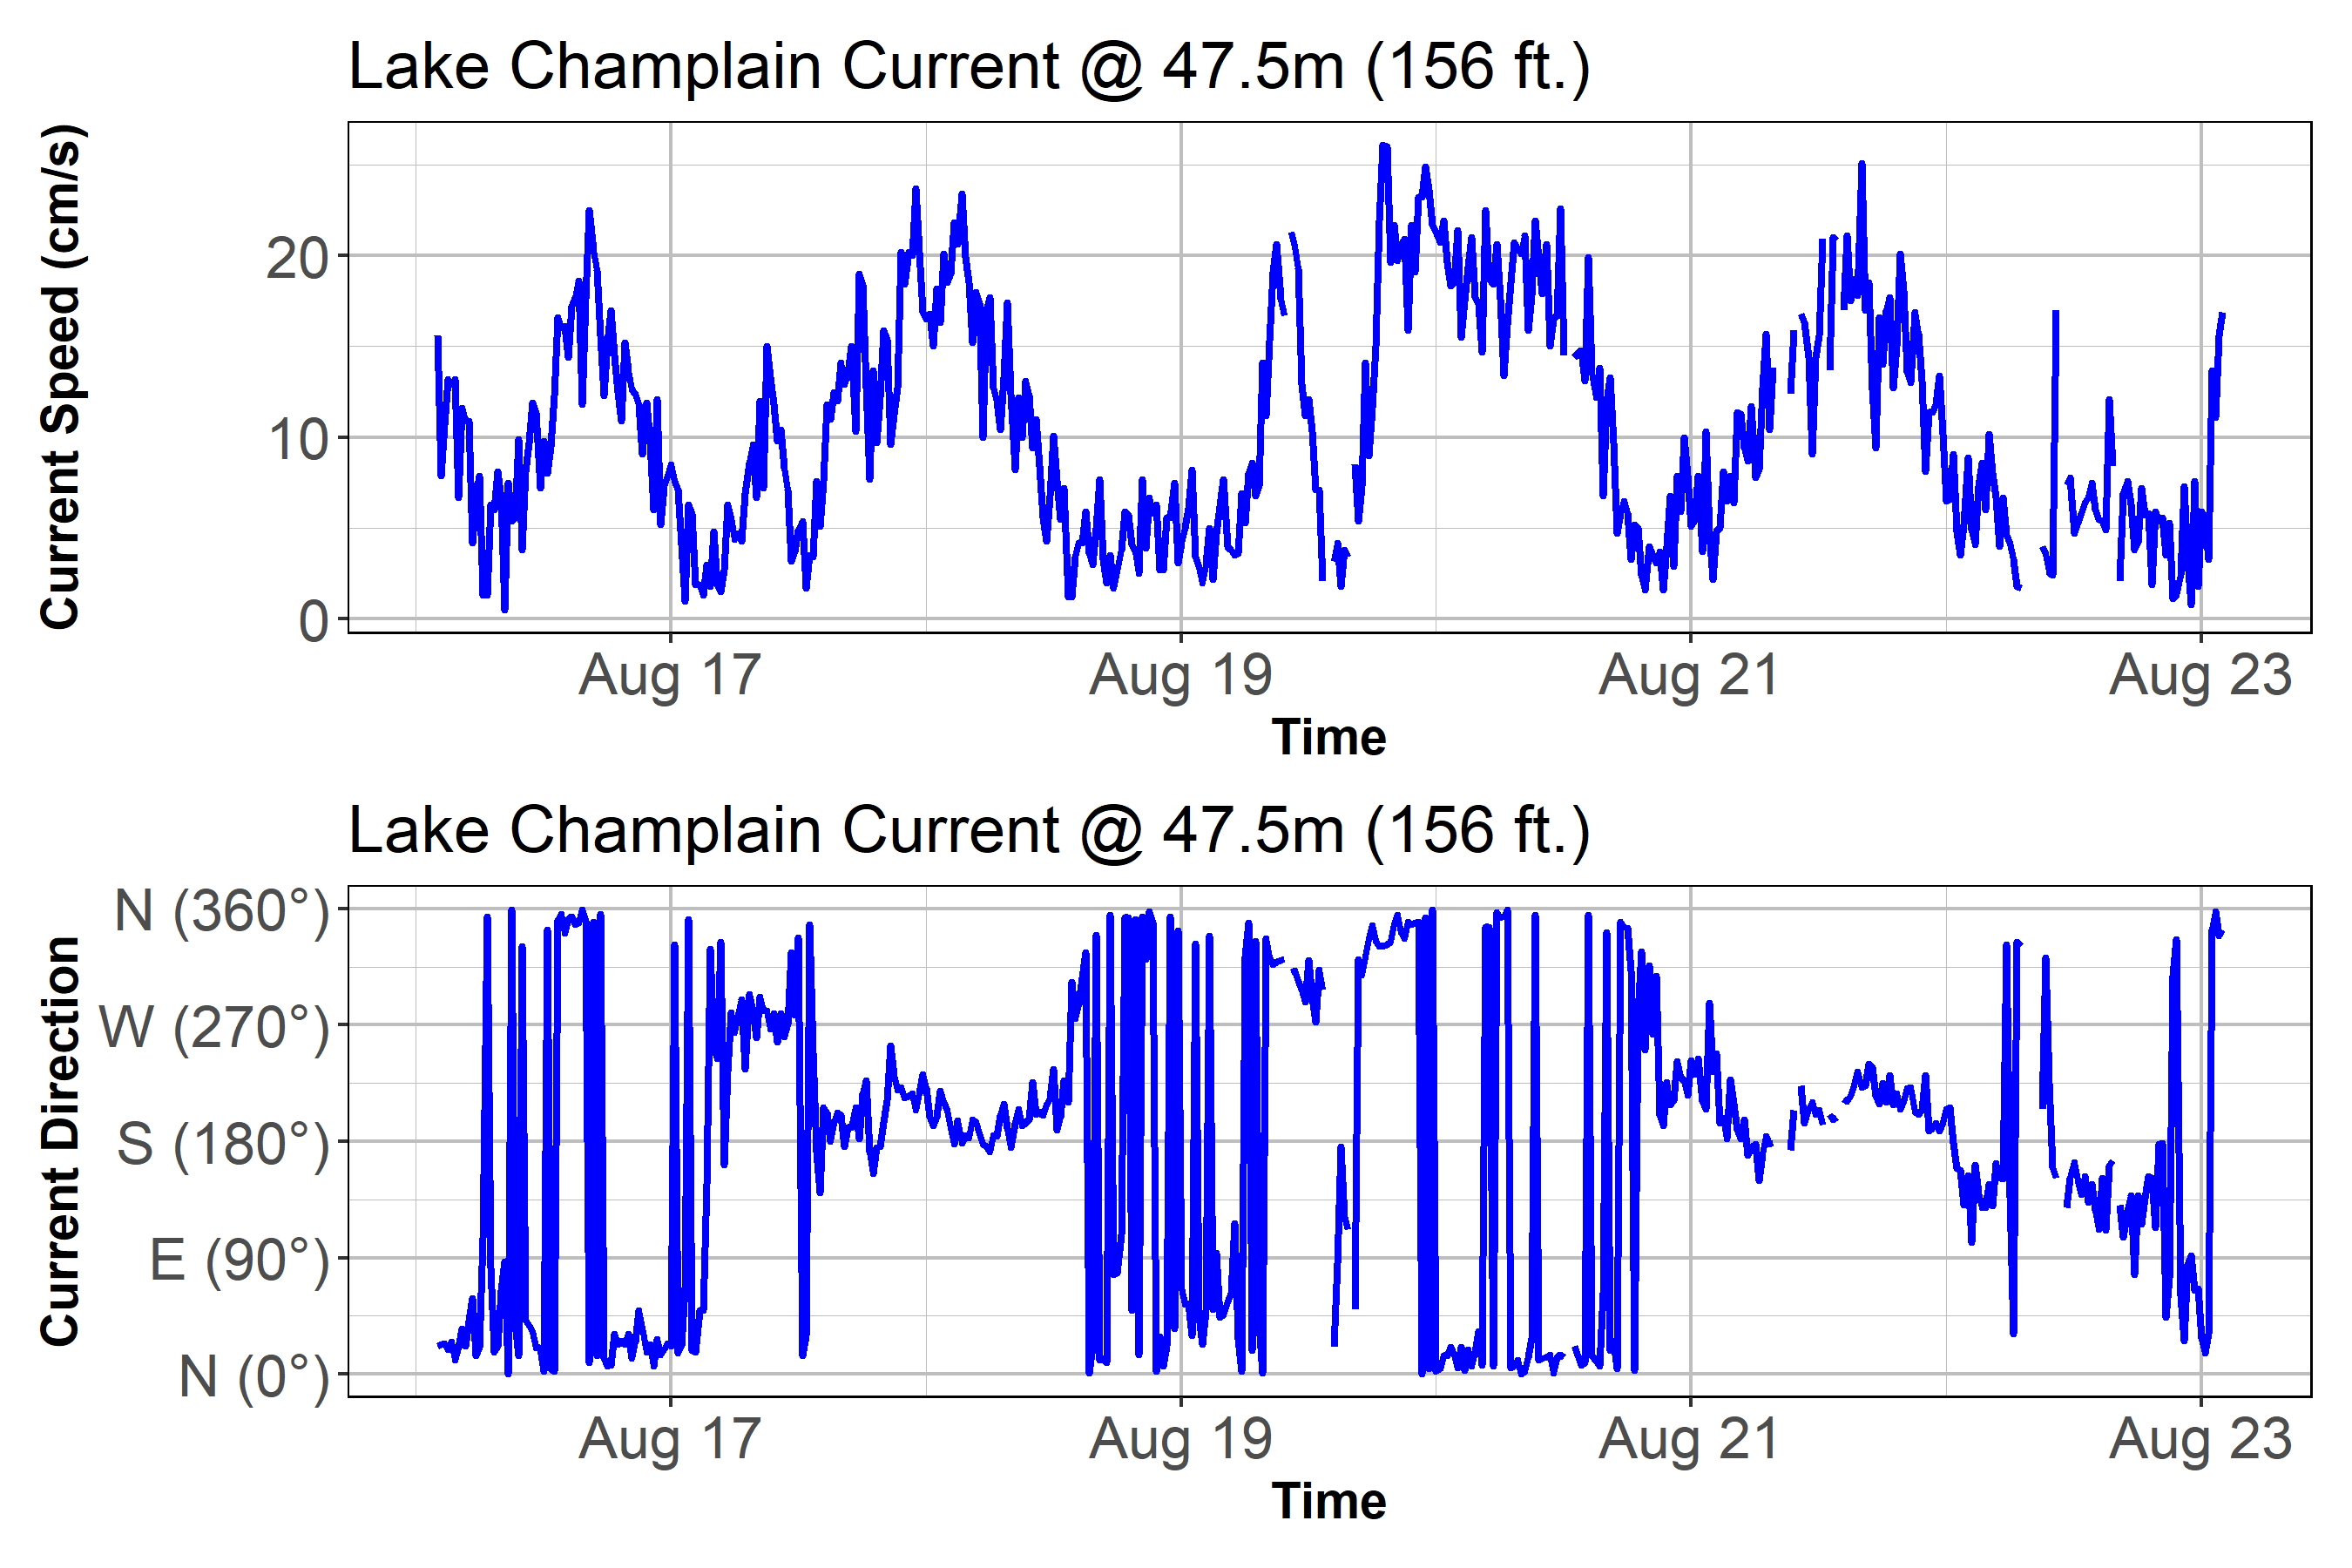 Lake Champlain Current @ 47.5m (156 ft.)
Current Speed (cm/s)
20
10
0
Aug 17 Aug 19 Aug 21 Aug 23
Time
Lake Champlain Current @ 47.5m (156 ft.)
Current Direction
N (360°)
W (270°)
S (180°)
E (90°)
N (0°)
Aug 17 Aug 19 Aug 21 Aug 23
Time